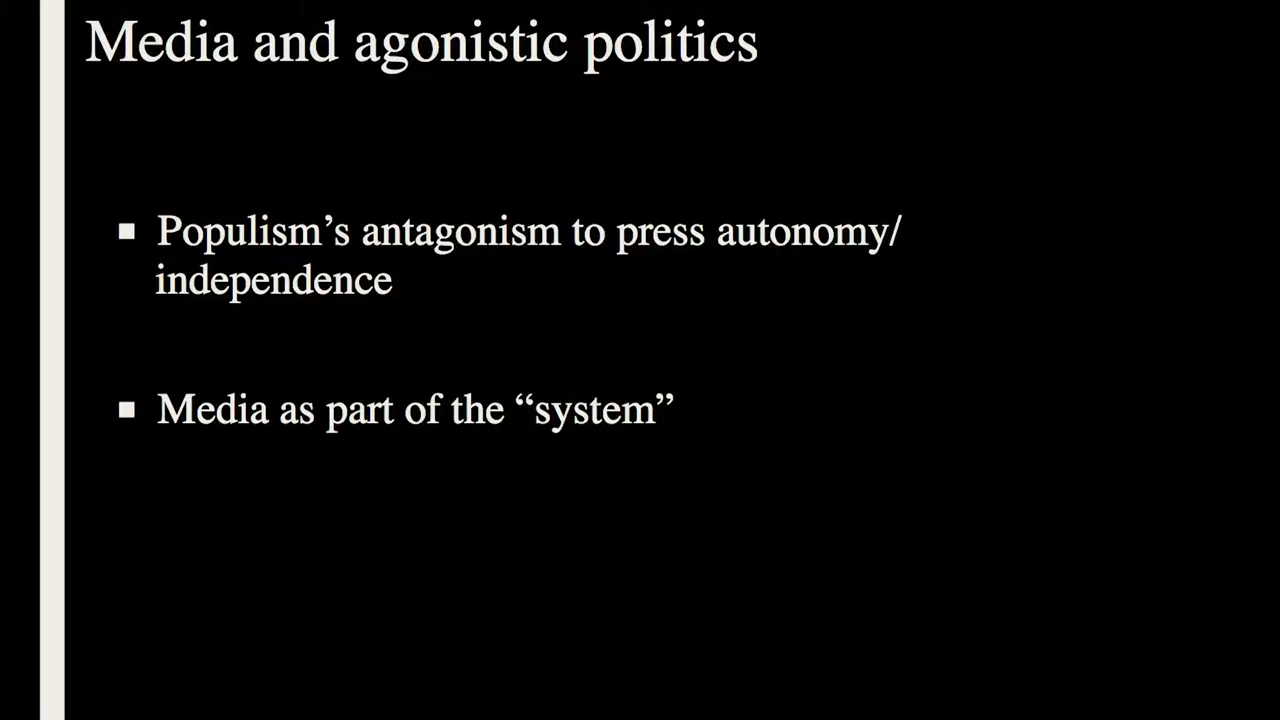 Media and agonistic politics
▪ Populism’s antagonism to press autonomy/
independence
▪ Media as part of the “system”